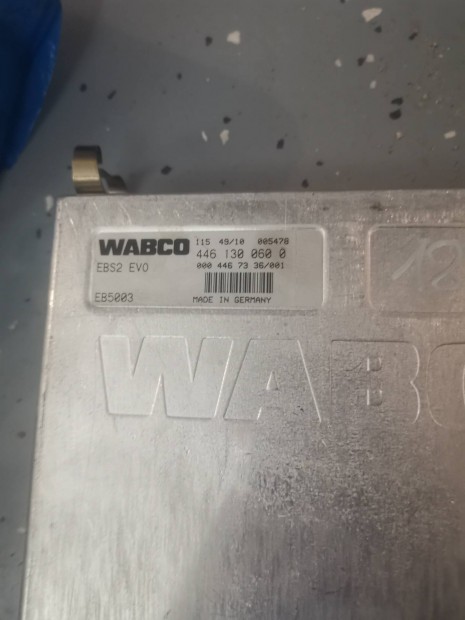 WABCO I15 49/10 005478
446 130 060 0
EBS2 EVO 000 446 73 36/001
EB5003 MADE IN GERMANY
WABC